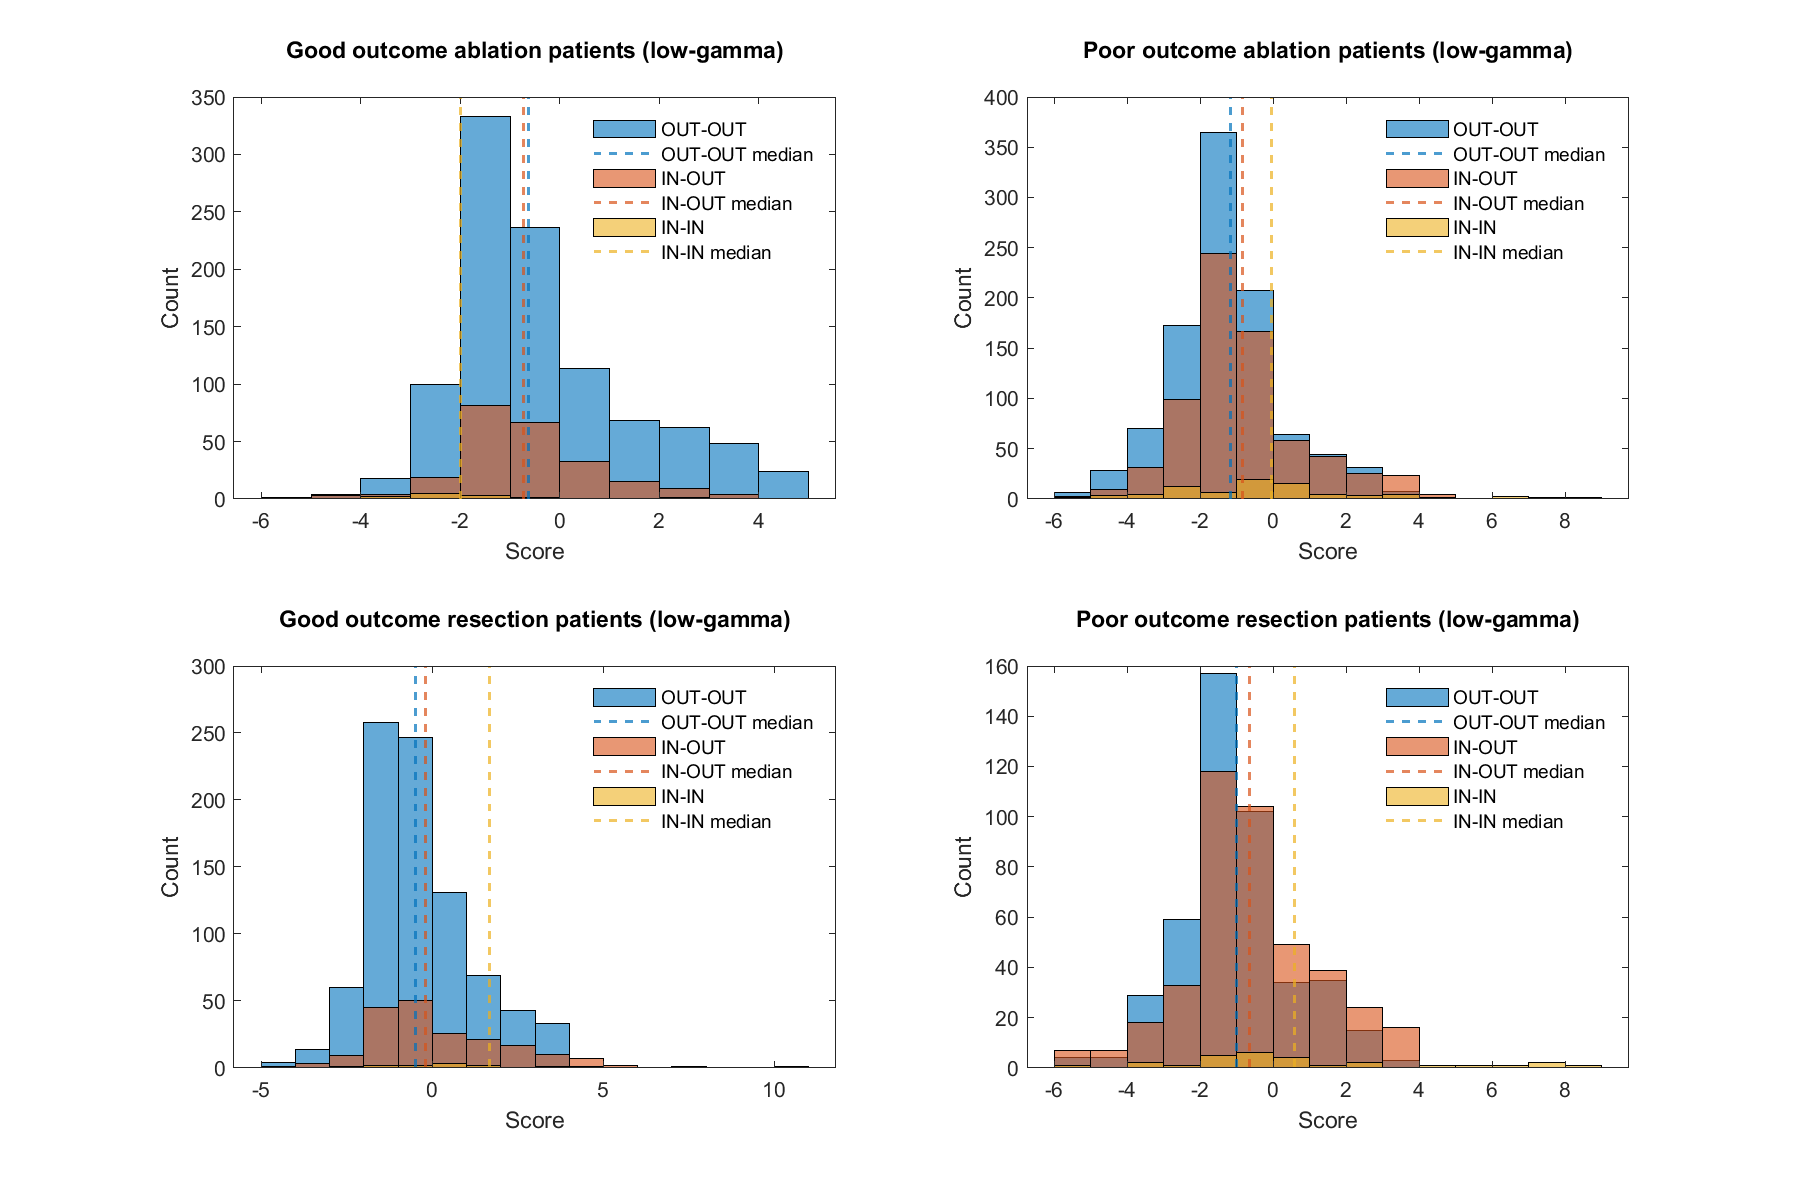 Good outcome ablation patients (low-gamma)
350
300
250
200
150
100
50
0
Count
-6
-4
-2
0
2
4
Score
OUT-OUT
OUT-OUT median
IN-OUT
IN-OUT median
IN-IN
IN-IN median
Poor outcome ablation patients (low-gamma)
400
350
300
250
200
150
100
50
0
Count
-6
-4
-2
0
2
4
6
8
Score
OUT-OUT
OUT-OUT median
IN-OUT
IN-OUT median
IN-IN
IN-IN median
Good outcome resection patients (low-gamma)
300
250
200
150
100
50
0
Count
-5
0
5
10
Score
OUT-OUT
OUT-OUT median
IN-OUT
IN-OUT median
IN-IN
IN-IN median
Poor outcome resection patients (low-gamma)
160
140
120
100
80
60
40
20
0
Count
-6
-4
-2
0
2
4
6
8
Score
OUT-OUT
OUT-OUT median
IN-OUT
IN-OUT median
IN-IN
IN-IN median